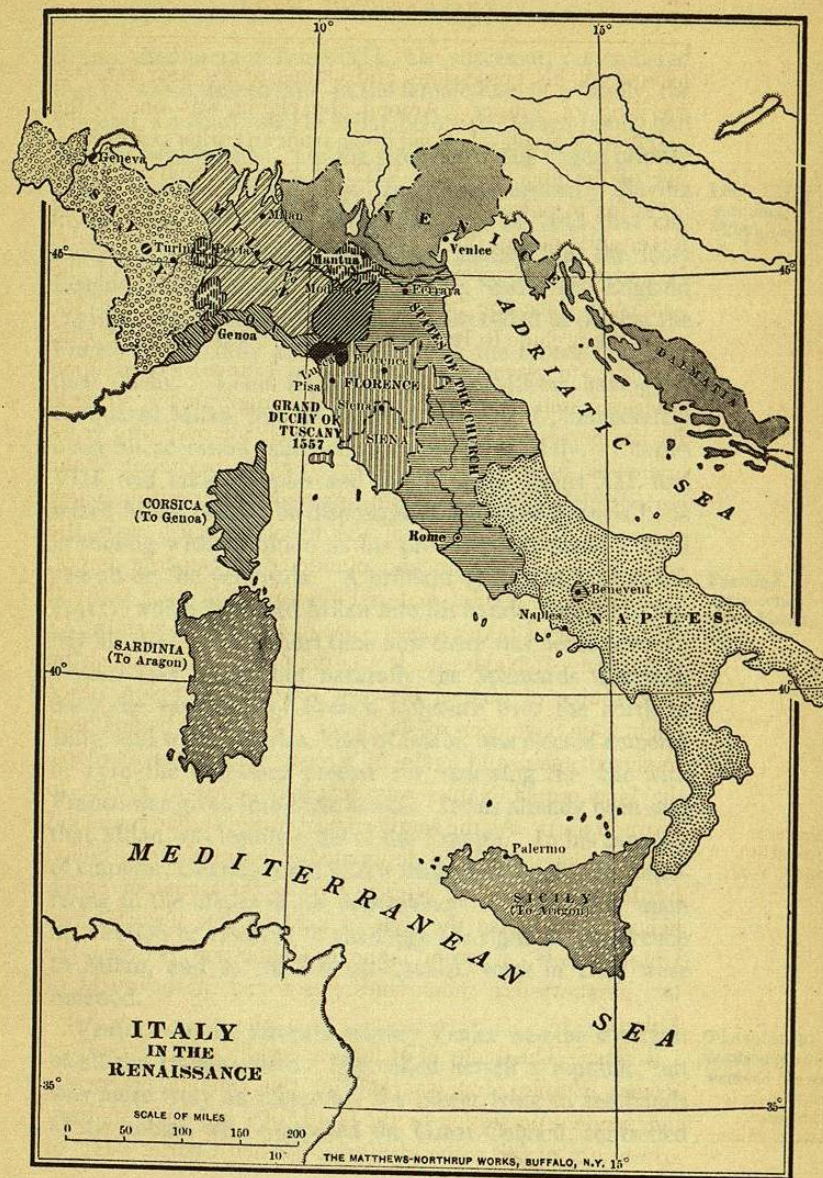 10°
15°
Geneva
SAVOY
MILAN
Milan
VENICE
Venice
Turin
Pavia
Mantua
45
45
Modena
Ferrara
GENOA
Genoa
ADRIATIC SEA
DALMATIA
STATES OF THE CHURCH
Lucca
Florence
Pisa
FLORENCE
Siena
GRAND
DUCHY OF
TUSCANY
1557
SIENA
CORSICA
(To Genoa)
Rome
Benevent
Naples
NAPLES
SARDINIA
(To Aragon)
40
40
MEDITERRANEAN SEA
Palermo
SICILY
(To Aragon)
ITALY
IN THE
RENAISSANCE
35°
35°
SCALE OF MILES
0 50 100 150 200
10°
THE MATTHEWS-NORTHRUP WORKS, BUFFALO, N.Y.
15°